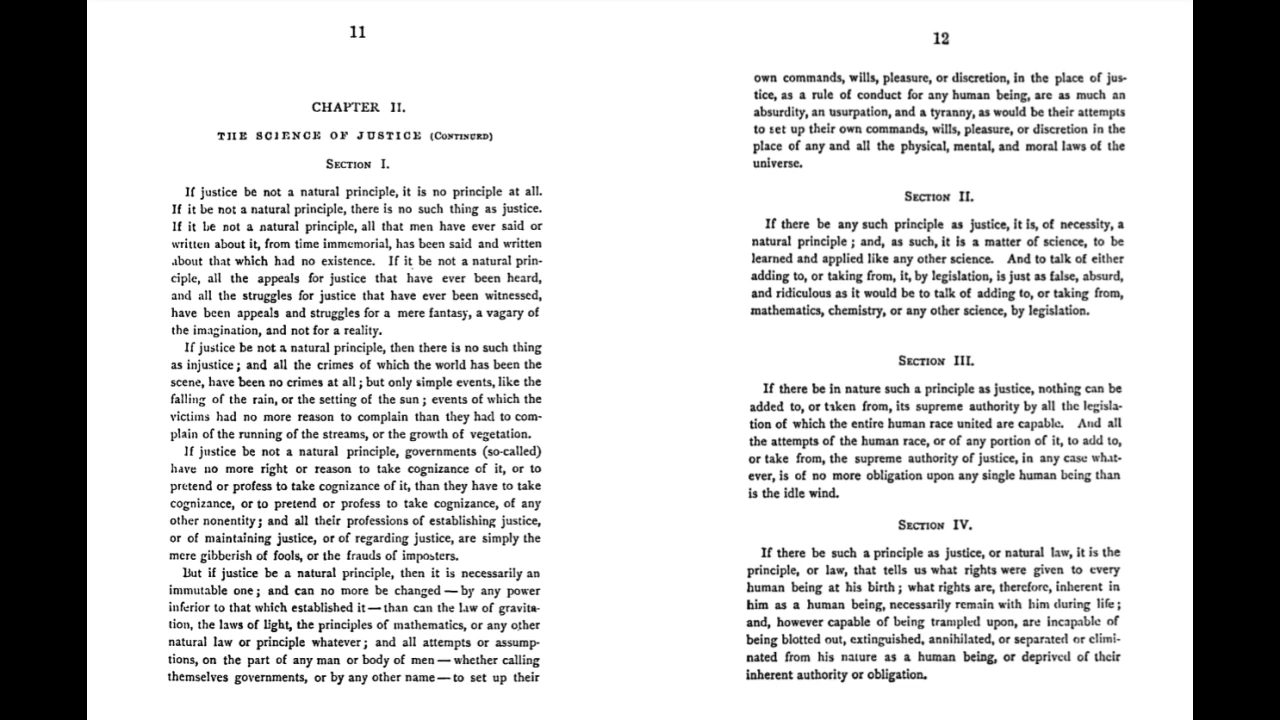 11
CHAPTER II.
THE SCIENCE OF JUSTICE (CONTINUED)
SECTION I.
If justice be not a natural principle, it is no principle at all.
If it be not a natural principle, there is no such thing as justice.
If it be not a natural principle, all that men have ever said or
written about it, from time immemorial, has been said and written
about that which had no existence. If it be not a natural prin-
ciple, all the appeals for justice that have ever been heard,
and all the struggles for justice that have ever been witnessed,
have been appeals and struggles for a mere fantasy, a vagary of
the imagination, and not for a reality.
If justice be not a natural principle, then there is no such thing
as injustice; and all the crimes of which the world has been the
scene, have been no crimes at all; but only simple events, like the
falling of the rain, or the setting of the sun; events of which the
victims had no more reason to complain than they had to com-
plain of the running of the streams, or the growth of vegetation.
If justice be not a natural principle, governments (so-called)
have no more right or reason to take cognizance of it, or to
pretend or profess to take cognizance of it, than they have to take
cognizance, or to pretend or profess to take cognizance, of any
other nonentity; and all their professions of establishing justice,
or of maintaining justice, or of regarding justice, are simply the
mere gibberish of fools, or the frauds of imposters.
But if justice be a natural principle, then it is necessarily an
immutable one; and can no more be changed — by any power
inferior to that which established it — than can the law of gravita-
tion, the laws of light, the principles of mathematics, or any other
natural law or principle whatever; and all attempts or assump-
tions, on the part of any man or body of men — whether calling
themselves governments, or by any other name — to set up their
12
own commands, wills, pleasure, or discretion, in the place of jus-
tice, as a rule of conduct for any human being, are as much an
absurdity, an usurpation, and a tyranny, as would be their attempts
to set up their own commands, wills, pleasure, or discretion in the
place of any and all the physical, mental, and moral laws of the
universe.
SECTION II.
If there be any such principle as justice, it is, of necessity, a
natural principle; and, as such, it is a matter of science, to be
learned and applied like any other science. And to talk of either
adding to, or taking from, it, by legislation, is just as false, absurd,
and ridiculous as it would be to talk of adding to, or taking from,
mathematics, chemistry, or any other science, by legislation.
SECTION III.
If there be in nature such a principle as justice, nothing can be
added to, or taken from, its supreme authority by all the legisla-
tion of which the entire human race united are capable. And all
the attempts of the human race, or of any portion of it, to add to,
or take from, the supreme authority of justice, in any case what-
ever, is of no more obligation upon any single human being than
is the idle wind.
SECTION IV.
If there be such a principle as justice, or natural law, it is the
principle, or law, that tells us what rights were given to every
human being at his birth; what rights are, therefore, inherent in
him as a human being, necessarily remain with him during life;
and, however capable of being trampled upon, are incapable of
being blotted out, extinguished, annihilated, or separated or elimi-
nated from his nature as a human being, or deprived of their
inherent authority or obligation.